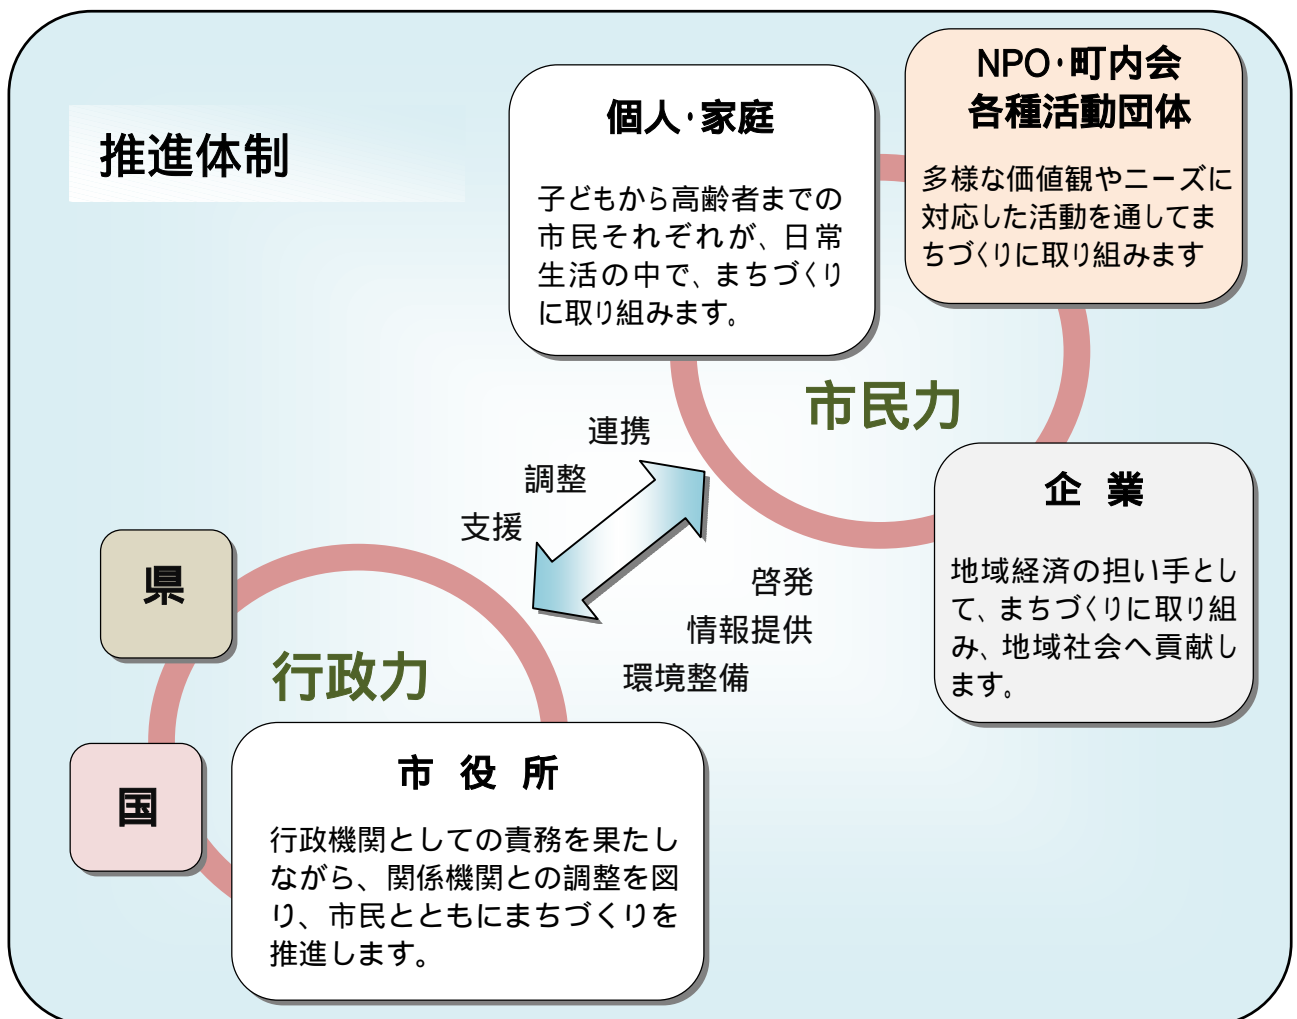 推進体制
個人・家庭
子どもから高齢者までの
市民それぞれが、日常
生活の中で、まちづくり
に取り組みます。
NPO・町内会
各種活動団体
多様な価値観やニーズに
対応した活動を通してま
ちづくりに取り組みます
市民力
企 業
地域経済の担い手とし
て、まちづくりに取り組
み、地域社会へ貢献し
ます。
連携
調整
支援
啓発
情報提供
環境整備
県
行政力
国
市 役 所
行政機関としての責務を果たし
ながら、関係機関との調整を図
り、市民とともにまちづくりを
推進します。